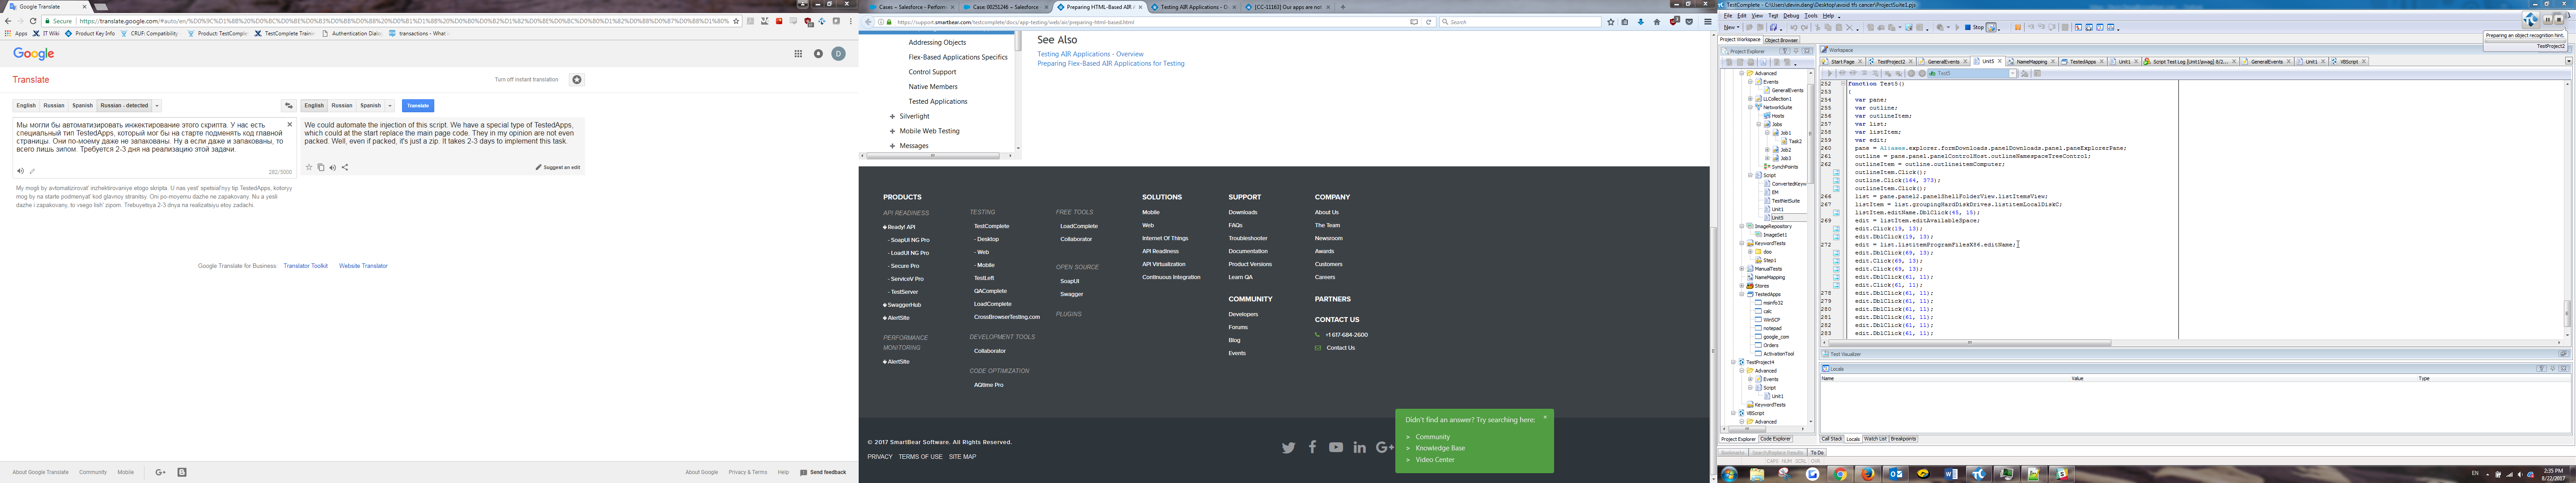 Google Translate
Secure
https://translate.google.com/#auto/en/
Apps
IT Wiki
Product Key Info
CRUF: Compatibility
Product: TestComple
TestComplete Trainin
Authentication Dialo
transactions - What i
Google
Translate
Turn off instant translation
English
Russian
Spanish
Russian - detected
English
Russian
Spanish
Translate
Мы могли бы автоматизировать инжектирование этого скрипта. У нас есть
специальный тип TestedApps, который мог бы на старте подменять код главной
страницы. Они по-моему даже не запакованы. Ну а если даже и запакованы, то
всего лишь зипом. Требуется 2-3 дня на реализацию этой задачи.
282/5000
We could automate the injection of this script. We have a special type of TestedApps,
which could at the start replace the main page code. They in my opinion are not even
packed. Well, even if packed, it's just a zip. It takes 2-3 days to implement this task.
Suggest an edit
My mogli by avtomatizirovat' inzhektirovaniye etogo skripta. U nas yest' spetsial'nyy tip TestedApps, kotoryy
mog by na starte podmenyat' kod glavnoy stranitsy. Oni po-moyemu dazhe ne zapakovany. Nu a yesli
dazhe i zapakovany, to vsego lish' zipom. Trebuyetsya 2-3 dnya na realizatsiyu etoy zadachi.
Google Translate for Business:
Translator Toolkit
Website Translator
About Google Translate
Community
Mobile
About Google
Privacy & Terms
Help
Send feedback
Cases ~ Salesforce - Perform
Case: 00251246 ~ Salesforce
Preparing HTML-Based AIR
Testing AIR Applications - O
[CC-11163] Our apps are no
https://support.smartbear.com/testcomplete/docs/app-testing/web/air/preparing-html-based.html
Search
Addressing Objects
Flex-Based Applications Specifics
Control Support
Native Members
Tested Applications
Silverlight
Mobile Web Testing
Messages
See Also
Testing AIR Applications - Overview
Preparing Flex-Based AIR Applications for Testing
PRODUCTS
API READINESS
Ready! API
- SoapUI NG Pro
- LoadUI NG Pro
- Secure Pro
- ServiceV Pro
- TestServer
SwaggerHub
AlertSite
PERFORMANCE
MONITORING
AlertSite
TESTING
TestComplete
- Desktop
- Web
- Mobile
TestLeft
QAComplete
LoadComplete
CrossBrowserTesting.com
DEVELOPMENT TOOLS
Collaborator
CODE OPTIMIZATION
AQtime Pro
FREE TOOLS
LoadComplete
Collaborator
OPEN SOURCE
SoapUI
Swagger
PLUGINS
SOLUTIONS
Mobile
Web
Internet Of Things
API Readiness
API Virtualization
Continuous Integration
SUPPORT
Downloads
FAQs
Troubleshooter
Documentation
Product Versions
Learn QA
COMMUNITY
Developers
Forums
Blog
Events
COMPANY
About Us
The Team
Newsroom
Awards
Customers
Careers
PARTNERS
CONTACT US
+1 617-684-2600
Contact Us
Didn't find an answer? Try searching here:
> Community
> Knowledge Base
> Video Center
© 2017 SmartBear Software. All Rights Reserved.
PRIVACY TERMS OF USE SITE MAP
TestComplete - C:\Users\devin.dang\Desktop\avoid tfs cancer\ProjectSuite1.pjs
File Edit View Test Debug Tools Help
New
Stop
Preparing an object recognition hint.
TestProject2
Project Workspace
Object Browser
Project Explorer
Workspace
Start Page
TestProject2
GeneralEvents
Unit5
NameMapping
TestedApps
Unit1
Script Test Log [Unit1\swag] 8/2...
GeneralEvents
Unit1
VBScript
Test5
Advanced
Events
GeneralEvents
LLCollection1
NetworkSuite
Hosts
Jobs
Job1
Task2
Job2
Job3
SynchPoints
Script
ConvertedKeyw
EM
TestNetSuite
Unit1
Unit5
ImageRepository
ImageSet1
KeywordTests
doo
Step1
ManualTests
NameMapping
Stores
TestedApps
msinfo32
calc
WinSCP
notepad
google_com
Orders
ActivationTool
TestProject4
Advanced
Events
Script
Unit1
KeywordTests
VBScript
Advanced
252 function Test5()
253 {
254 var pane;
255 var outline;
256 var outlineItem;
257 var list;
258 var listItem;
259 var edit;
260 pane = Aliases.explorer.formDownloads.panelDownloads.panel.paneExplorerPane;
261 outline = pane.panel.panelControlHost.outlineNamespaceTreeControl;
262 outlineItem = outline.outlineitemComputer;
outlineItem.Click();
outline.Click(164, 373);
outlineItem.Click();
266 list = pane.panel2.panelShellFolderView.listItemsView;
267 listItem = list.groupingHardDiskDrives.listitemLocalDiskC;
listItem.editName.DblClick(45, 15);
269 edit = listItem.editAvailableSpace;
edit.Click(19, 13);
edit.DblClick(19, 13);
272 edit = list.listitemProgramFilesX86.editName;
edit.DblClick(69, 13);
edit.Click(69, 13);
edit.Click(69, 13);
edit.DblClick(61, 11);
edit.Click(61, 11);
278 edit.DblClick(61, 11);
279 edit.DblClick(61, 11);
280 edit.DblClick(61, 11);
281 edit.DblClick(61, 11);
282 edit.DblClick(61, 11);
283 edit.DblClick(61, 11);
Test Visualizer
Locals
Name
Value
Type
Project Explorer
Code Explorer
Call Stack
Locals
Watch List
Breakpoints
Bookmarks
Search/Replace Results
To Do
CAPS NUM SCRL OVR
EN
2:35 PM
8/22/2017